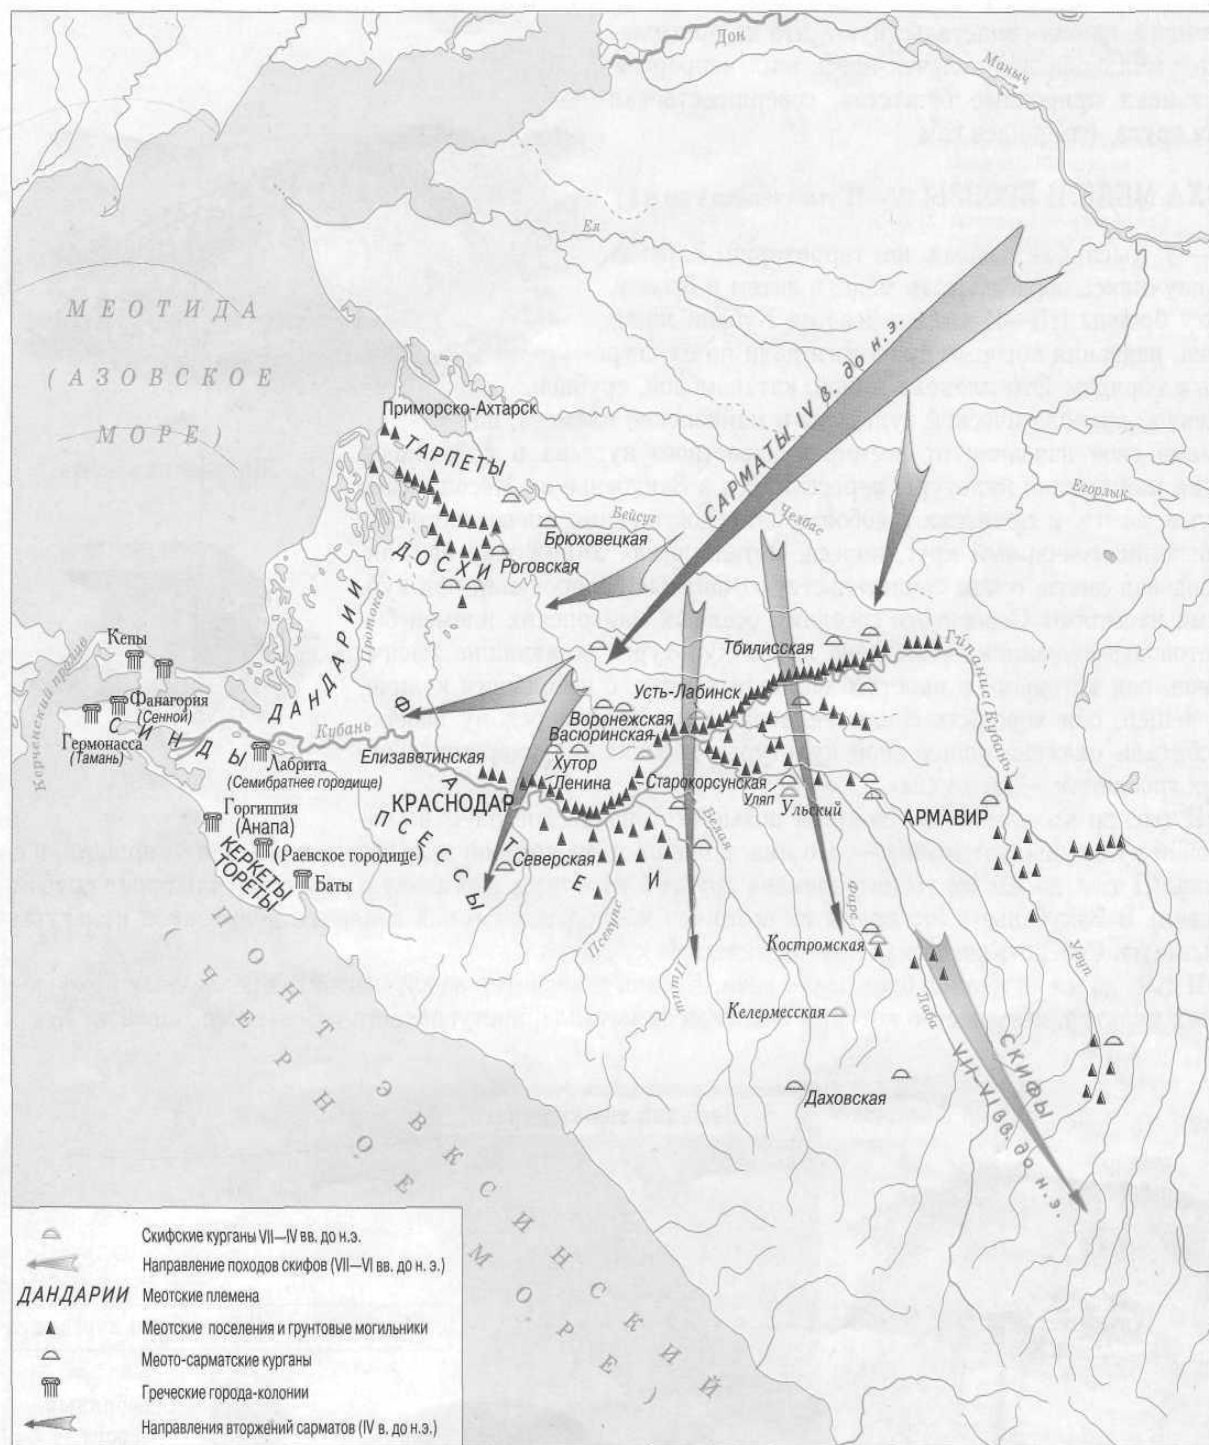 Дон
Маныч
Ея
МЕОТИДА
(АЗОВСКОЕ
МОРЕ)
САРМАТЫ IV в. до н.э.
Приморско-Ахтарск
ТАРПЕТЫ
Егорлык
Челбас
Бейсуг
Брюховецкая
ДОСХИ
Роговская
ДАНДАРИИ
Протока
Кепы
Керченский пролив
Тбилисская
Гипанис (Кубань)
Фанагория
(Сенной)
Усть-Лабинск
СИНДЫ
Гермонасса
(Тамань)
Кубань
Воронежская
Васюринская
Лабрита
(Семибратнее городище)
Елизаветинская
Хутор
Ленина
Старокорсунская
Уляп
Ульский
КРАСНОДАР
ФАТЕИ
ПСЕССЫ
Горгиппия
(Анапа)
АРМАВИР
Белая
(Раевское городище)
Северская
КЕРКЕТЫ
ТОРЕТЫ
Баты
Фарс
Псекупс
Костромская
Уруп
Пшиш
Лаба
Келермесская
СКИФЫ
VII-VI вв. до н.э.
Даховская
ПОНТ ЭВКСИНСКИЙ
(ЧЕРНОЕ МОРЕ)
Скифские курганы VII—IV вв. до н.э.
Направление походов скифов (VII—VI вв. до н. э.)
ДАНДАРИИ Меотские племена
Меотские поселения и грунтовые могильники
Меото-сарматские курганы
Греческие города-колонии
Направления вторжений сарматов (IV в. до н.э.)